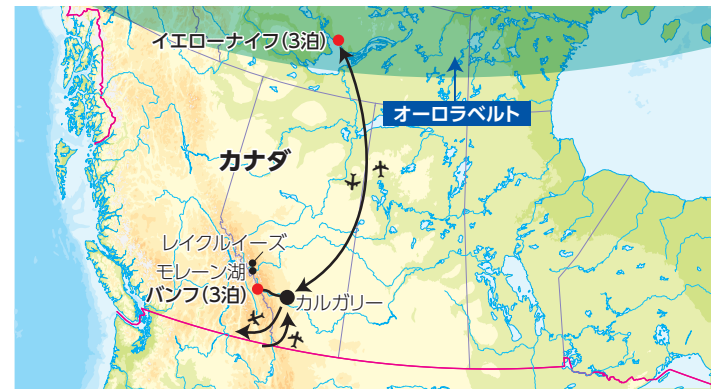 イエローナイフ(3泊)
オーロラベルト
カナダ
レイクルイーズ
モレーン湖
バンフ(3泊)
カルガリー